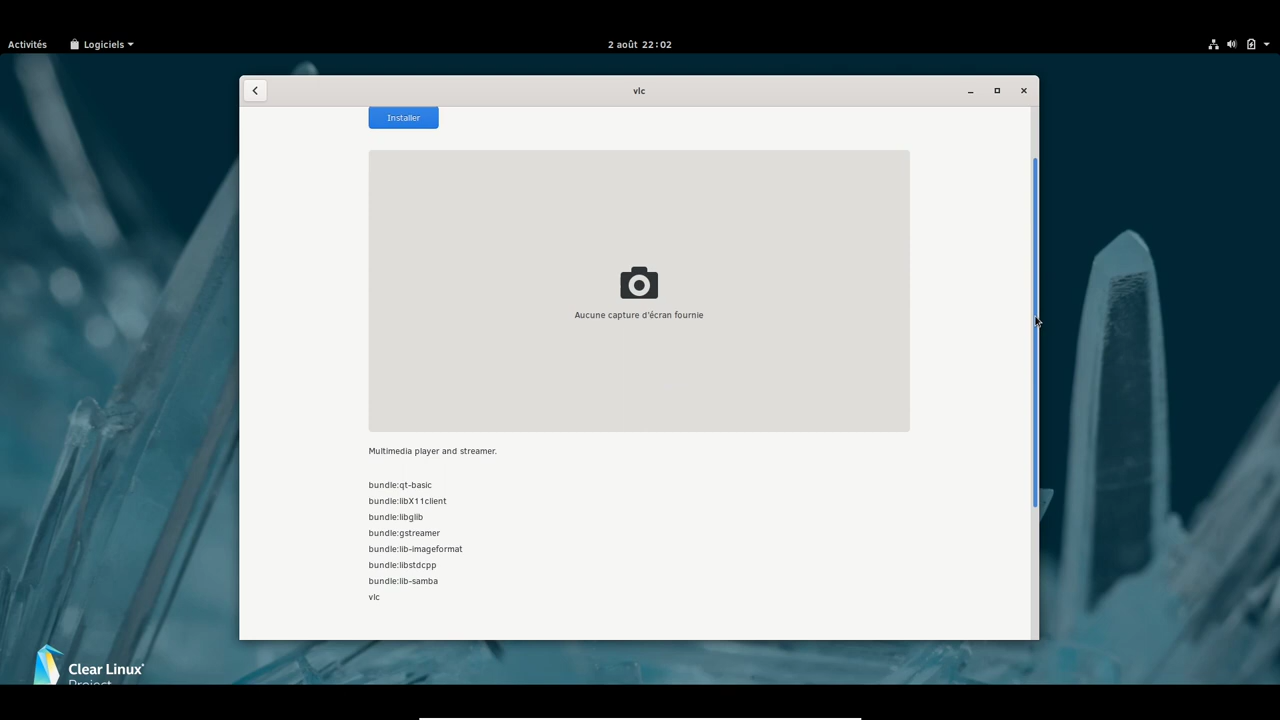 Activités
Logiciels
2 août 22:02
vlc
Installer
Aucune capture d'écran fournie
Multimedia player and streamer.
bundle:qt-basic
bundle:libX11client
bundle:libglib
bundle:gstreamer
bundle:lib-imageformat
bundle:libstdcpp
bundle:lib-samba
vlc
Clear Linux*
Project